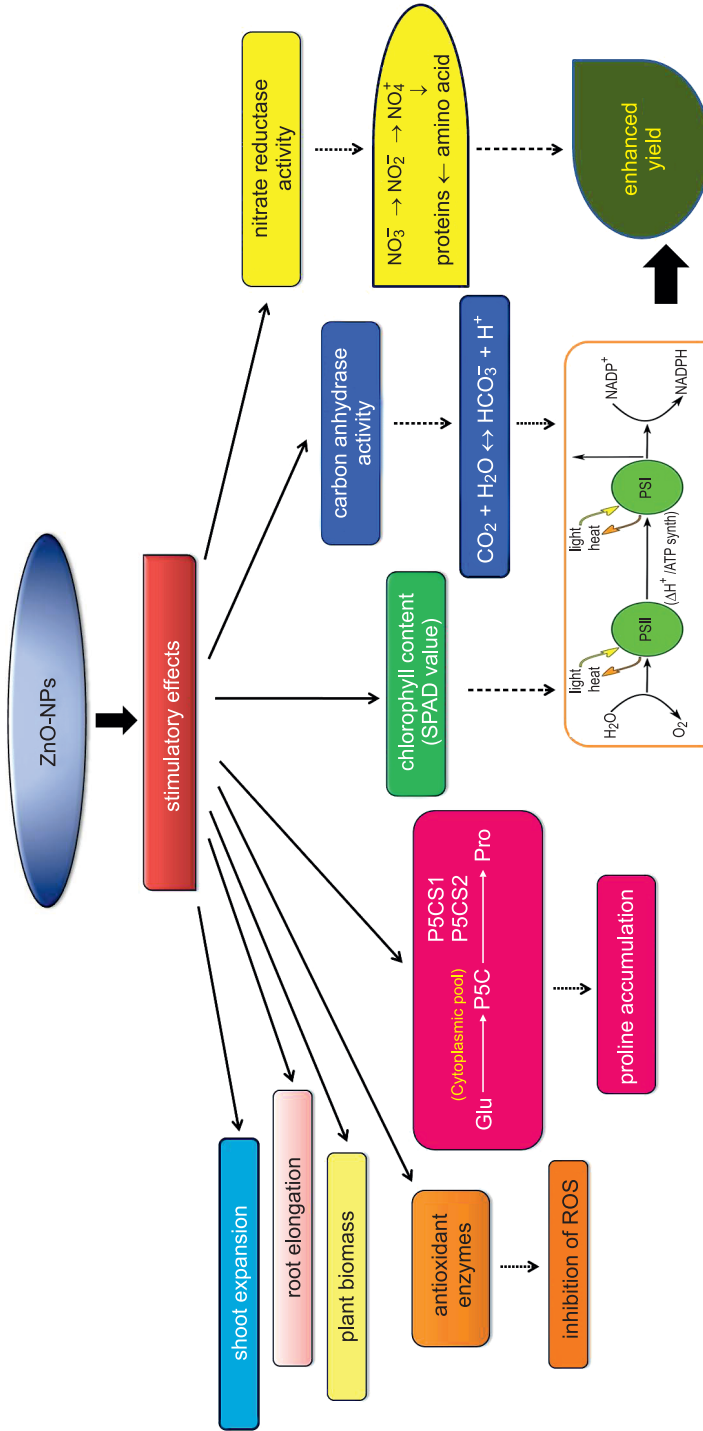 ZnO-NPs
stimulatory effects
shoot expansion
root elongation
plant biomass
antioxidant
enzymes
inhibition of ROS
(Cytoplasmic pool)
P5CS1
P5CS2
Glu → P5C → Pro
proline accumulation
chlorophyll content
(SPAD value)
carbon anhydrase
activity
CO₂ + H₂O ↔ HCO₃⁻ + H⁺
nitrate reductase
activity
NO₃⁻ → NO₂⁻ → NO₄⁺
↓
proteins ← amino acid
H₂O
O₂
light
heat
PSII
(ΔH⁺ /ATP synth)
light
heat
PSI
NADP⁺
NADPH
enhanced
yield